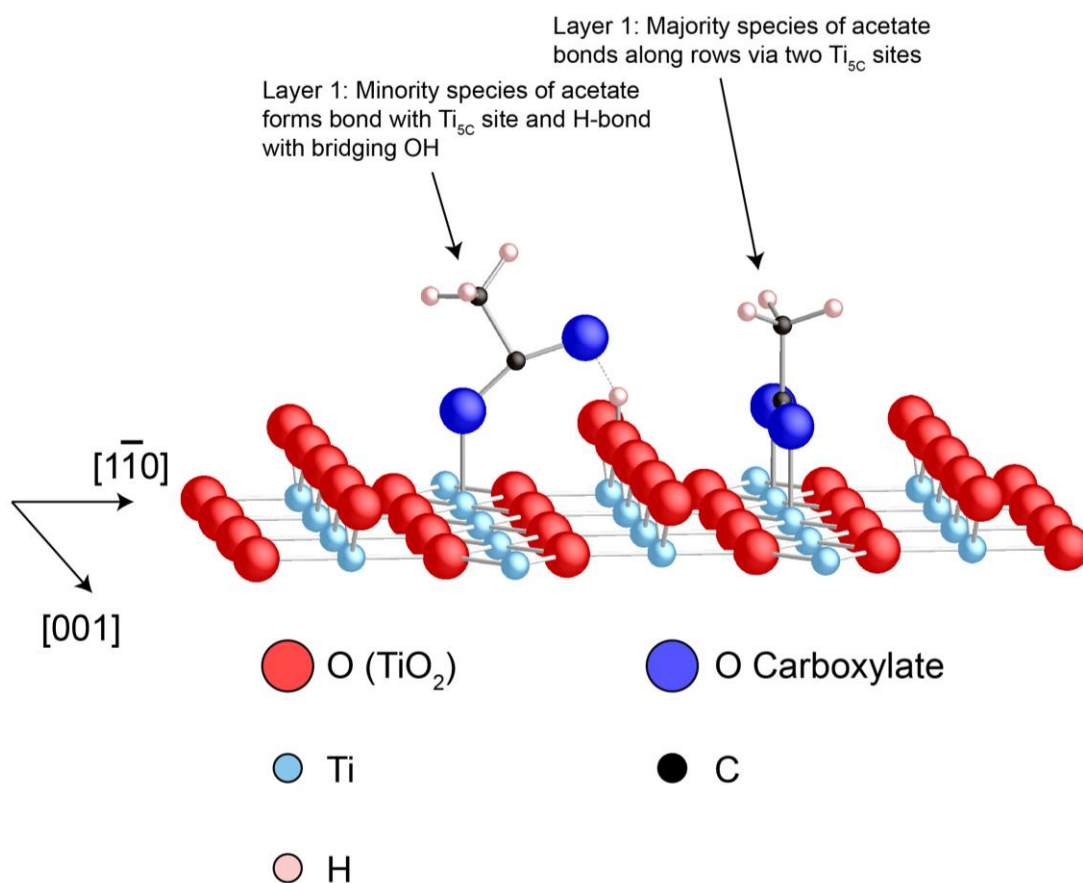 Layer 1: Majority species of acetate
bonds along rows via two Ti₅C sites
Layer 1: Minority species of acetate
forms bond with Ti₅C site and H-bond
with bridging OH
[11̅0]
[001]
O (TiO₂)
O Carboxylate
Ti
C
H